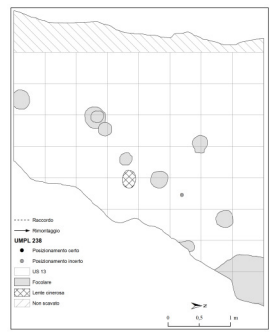 Raccordo
Rimontaggio
UMPL 238
Posizionamento certo
Posizionamento incerto
US 13
Focolare
Lente cinerosa
Non scavato
N
0 0,5 1 m